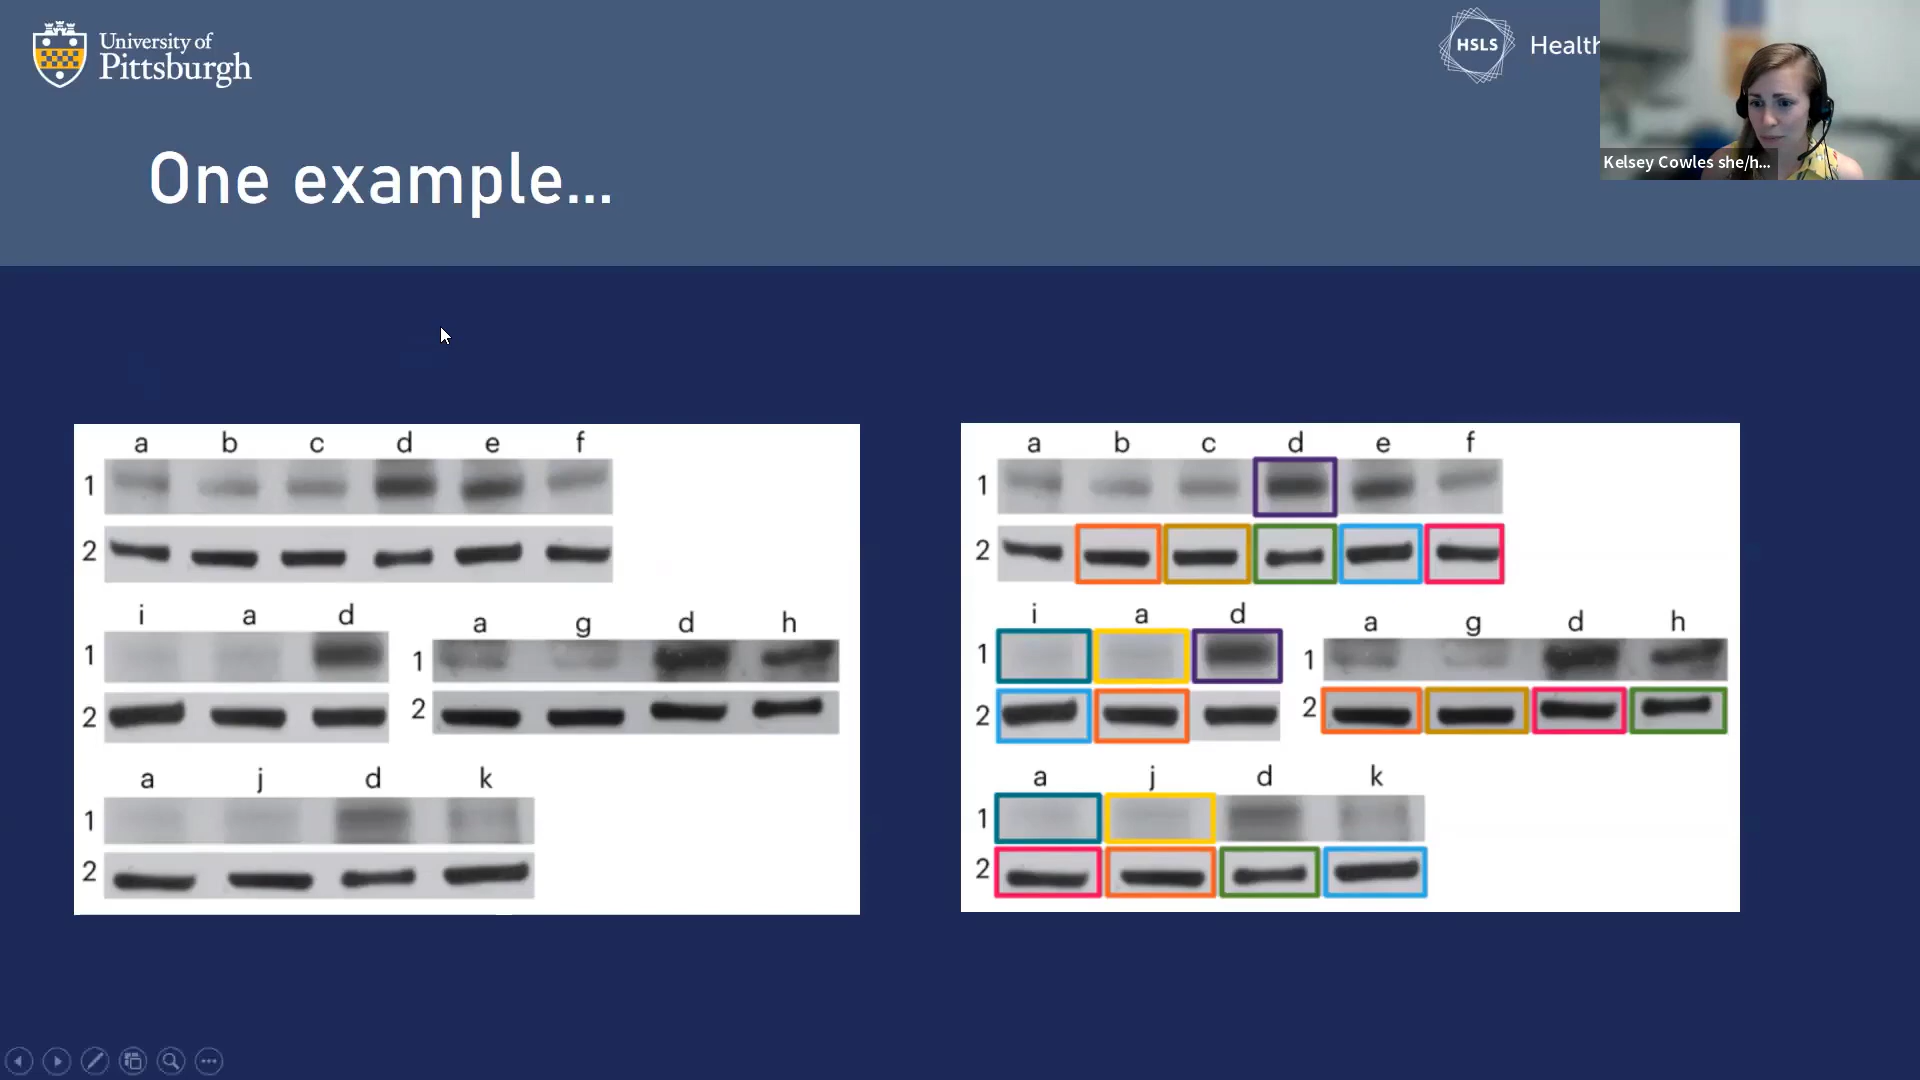 University of
Pittsburgh
HSLS
Health
Kelsey Cowles she/h...
One example...
a b c d e f
1
2
i a d
1
2
a g d h
1
2
a j d k
1
2
a b c d e f
1
2
i a d
1
2
a g d h
1
2
a j d k
1
2